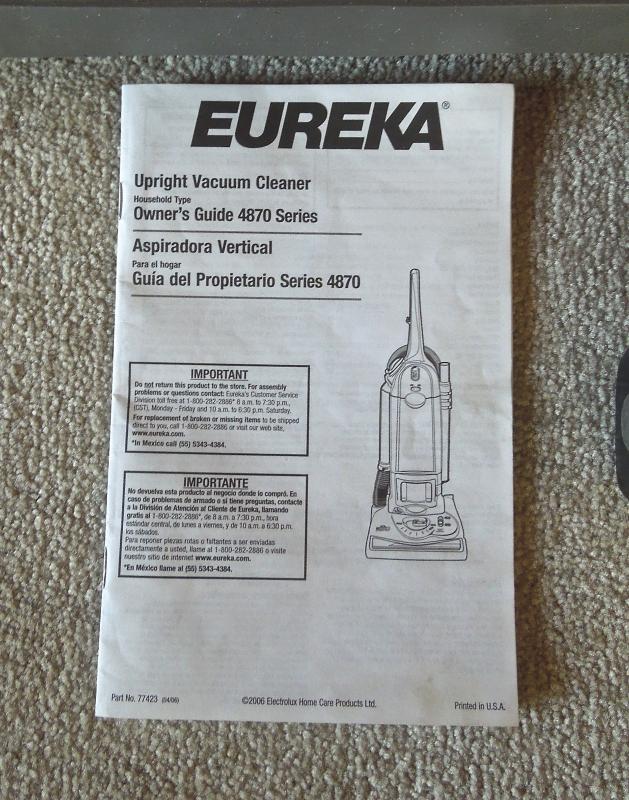 EUREKA®
Upright Vacuum Cleaner
Household Type
Owner's Guide 4870 Series
Aspiradora Vertical
Para el hogar
Guía del Propietario Series 4870
IMPORTANT
Do not return this product to the store. For assembly
problems or questions contact: Eureka's Customer Service
Division toll free at 1-800-282-2886* 8 a.m. to 7:30 p.m.,
(CST), Monday - Friday and 10 a.m. to 6:30 p.m. Saturday.
For replacement of broken or missing items to be shipped
direct to you, call 1-800-282-2886 or visit our web site,
www.eureka.com.
*In Mexico call (55) 5343-4384.
IMPORTANTE
No devuelva esta producto al negocio donde lo compró. En
caso de problemas de armado o si tiene preguntas, contacte
a la División de Atención al Cliente de Eureka, llamando
gratis al 1-800-282-2886*, de 8 a.m. a 7:30 p.m., hora
estándar central, de lunes a viernes, y de 10 a.m. a 6:30 p.m.
los sábados.
Para reponer piezas rotas o faltantes a ser enviadas
directamente a usted, llame al 1-800-282-2886 o visite
nuestro sitio de internet www.eureka.com.
*En México llame al (55) 5343-4384.
Part No. 77423 (04/06)
©2006 Electrolux Home Care Products Ltd.
Printed in U.S.A.